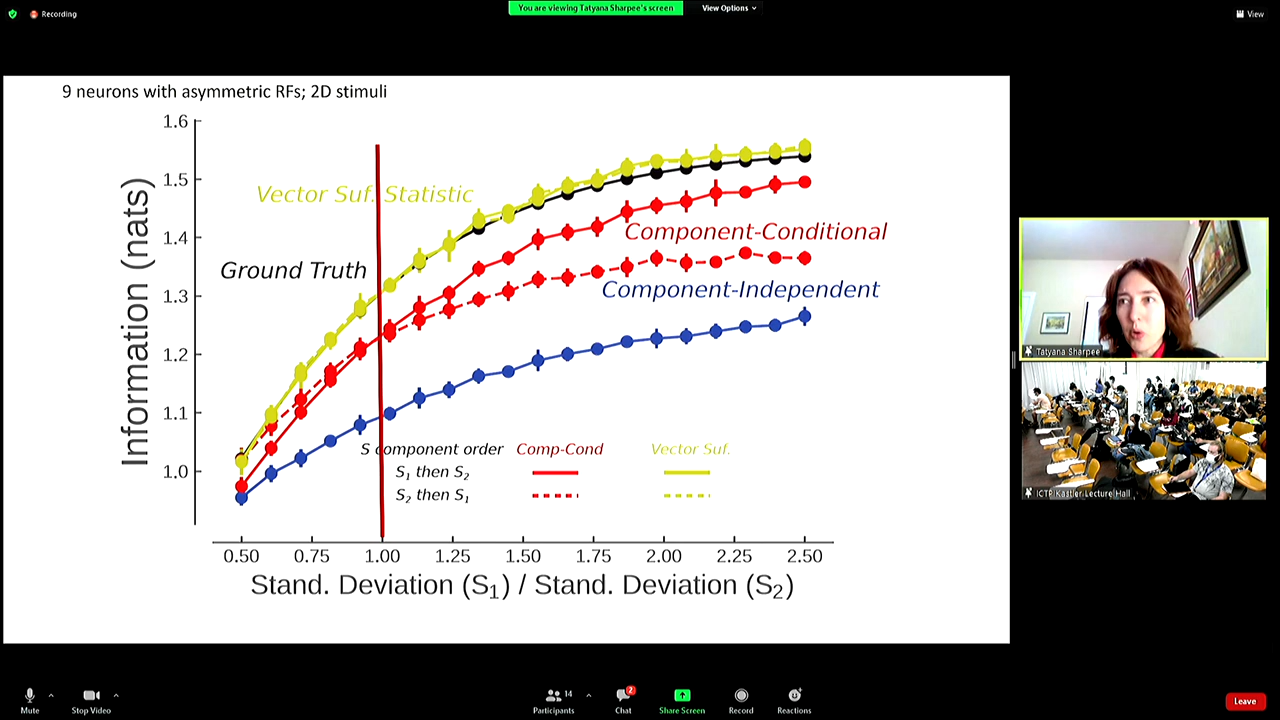 Recording
You are viewing Tatyana Sharpee's screen
View Options
View
9 neurons with asymmetric RFs; 2D stimuli
Information (nats)
1.6
1.5
1.4
1.3
1.2
1.1
1.0
Vector Suf. Statistic
Ground Truth
Component-Conditional
Component-Independent
S component order Comp-Cond Vector Suf.
S1 then S2
S2 then S1
0.50 0.75 1.00 1.25 1.50 1.75 2.00 2.25 2.50
Stand. Deviation (S1) / Stand. Deviation (S2)
Tatyana Sharpee
ICTP Kastler Lecture Hall
Mute
Stop Video
14
Participants
2
Chat
Share Screen
Record
Reactions
Leave